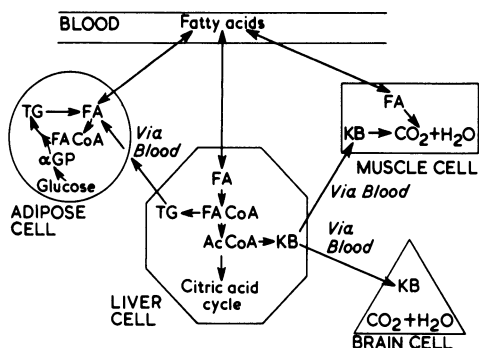 BLOOD
Fatty acids
TG
FA
FA CoA
αGP
Glucose
Via
Blood
ADIPOSE
CELL
FA
TG
FA CoA
AcCoA
KB
Citric acid
cycle
LIVER
CELL
FA
KB
CO2+H2O
MUSCLE CELL
Via Blood
Via
Blood
KB
CO2+H2O
BRAIN CELL